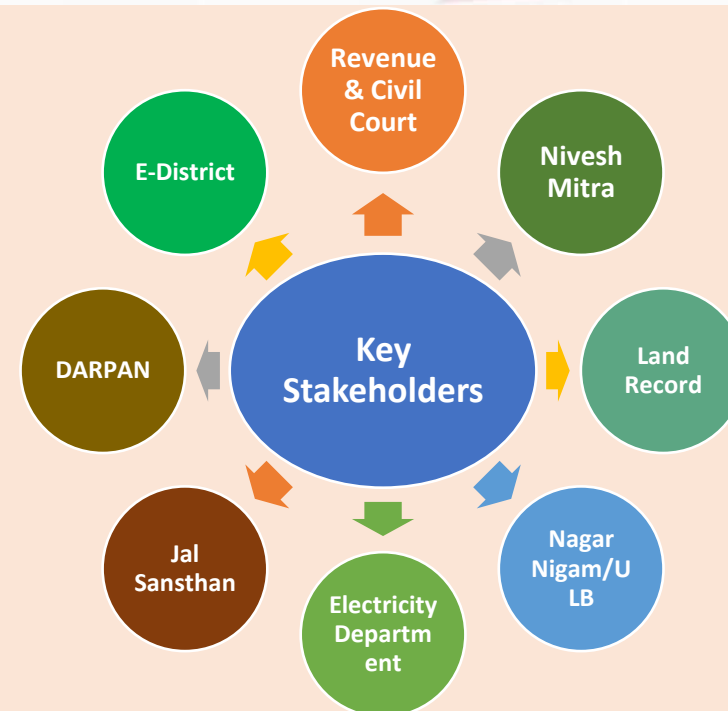 Revenue
& Civil
Court
E-District
Nivesh
Mitra
Key
Stakeholders
DARPAN
Land
Record
Jal
Sansthan
Nagar
Nigam/U
LB
Electricity
Departm
ent